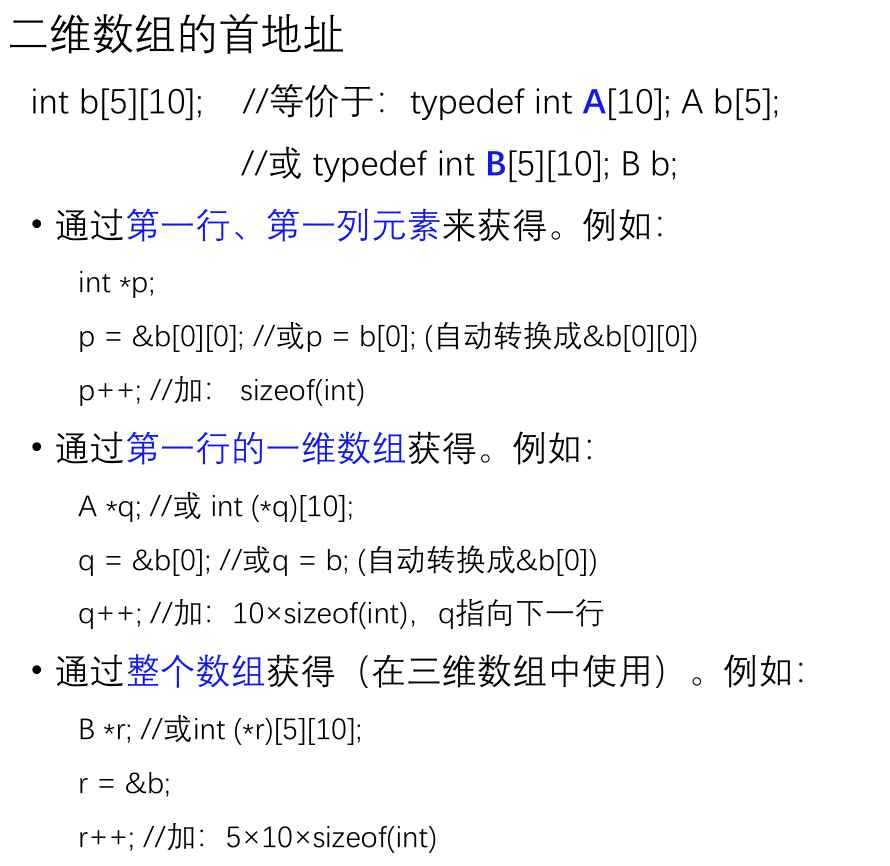 二维数组的首地址
int b[5][10]; //等价于：typedef int A[10]; A b[5];
//或 typedef int B[5][10]; B b;
• 通过第一行、第一列元素来获得。例如：
int *p;
p = &b[0][0]; //或p = b[0]; (自动转换成&b[0][0])
p++; //加： sizeof(int)
• 通过第一行的一维数组获得。例如：
A *q; //或 int (*q)[10];
q = &b[0]; //或q = b; (自动转换成&b[0])
q++; //加：10×sizeof(int)，q指向下一行
• 通过整个数组获得（在三维数组中使用）。例如：
B *r; //或int (*r)[5][10];
r = &b;
r++; //加：5×10×sizeof(int)